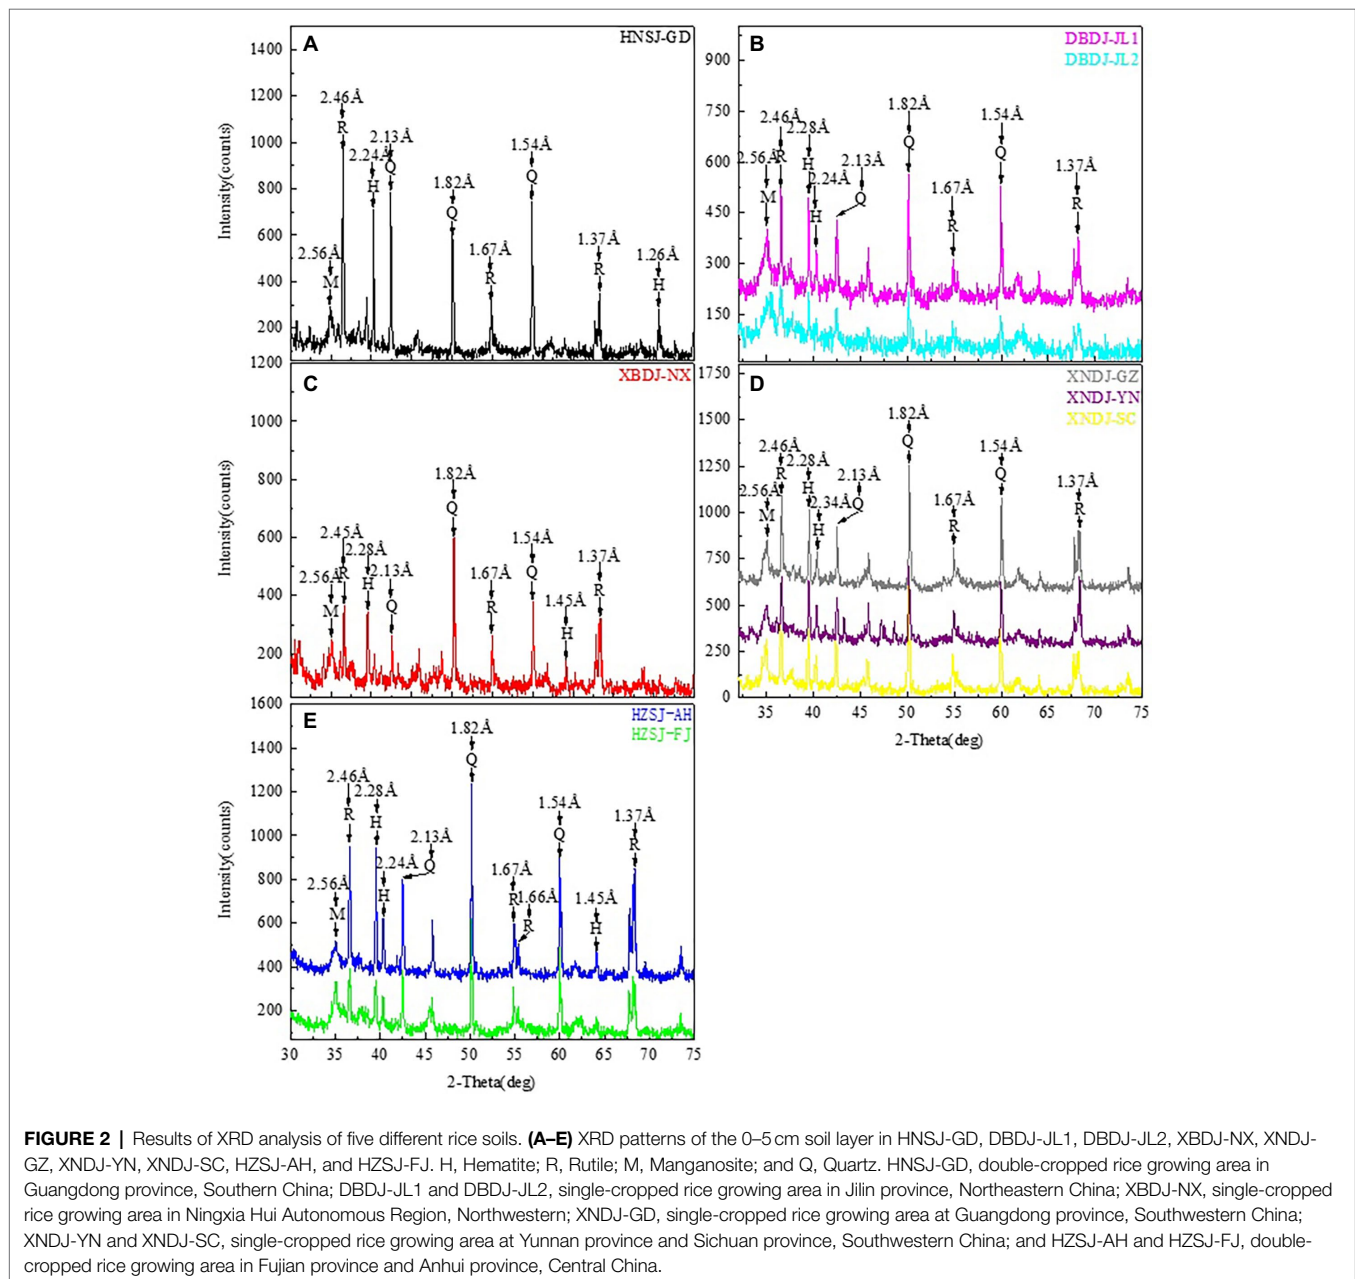 A
HNSJ-GD
Intensity(counts)
1400
1200
1000
800
600
400
200
2.56Å
M
2.46Å
R
2.24Å
H
2.13Å
Q
1.82Å
Q
1.67Å
R
1.54Å
Q
1.37Å
R
1.26Å
H
B
DBDJ-JL1
DBDJ-JL2
Intensity(counts)
900
750
600
450
300
150
2.56Å
M
2.46Å
R
2.28Å
H
2.24Å
H
2.13Å
Q
1.82Å
Q
1.67Å
R
1.54Å
Q
1.37Å
R
C
XBDJ-NX
Intensity(counts)
1200
1000
800
600
400
200
2.56Å
M
2.45Å
R
2.28Å
H
2.13Å
Q
1.82Å
Q
1.67Å
R
1.54Å
Q
1.45Å
H
1.37Å
R
D
XNDJ-GZ
XNDJ-YN
XNDJ-SC
Intensity(counts)
1750
1500
1250
1000
750
500
250
0
2.56Å
M
2.46Å
R
2.28Å
H
2.34Å
H
2.13Å
Q
1.82Å
Q
1.67Å
R
1.54Å
Q
1.37Å
R
35 40 45 50 55 60 65 70 75
2-Theta(deg)
E
HZSJ-AH
HZSJ-FJ
Intensity(counts)
1600
1400
1200
1000
800
600
400
200
2.56Å
M
2.46Å
R
2.28Å
H
2.24Å
H
2.13Å
Q
1.82Å
Q
1.67Å
R
1.66Å
R
1.54Å
Q
1.45Å
H
1.37Å
R
30 35 40 45 50 55 60 65 70 75
2-Theta(deg)
FIGURE 2 | Results of XRD analysis of five different rice soils. (A–E) XRD patterns of the 0–5 cm soil layer in HNSJ-GD, DBDJ-JL1, DBDJ-JL2, XBDJ-NX, XNDJ-
GZ, XNDJ-YN, XNDJ-SC, HZSJ-AH, and HZSJ-FJ. H, Hematite; R, Rutile; M, Manganosite; and Q, Quartz. HNSJ-GD, double-cropped rice growing area in
Guangdong province, Southern China; DBDJ-JL1 and DBDJ-JL2, single-cropped rice growing area in Jilin province, Northeastern China; XBDJ-NX, single-cropped
rice growing area in Ningxia Hui Autonomous Region, Northwestern; XNDJ-GD, single-cropped rice growing area at Guangdong province, Southwestern China;
XNDJ-YN and XNDJ-SC, single-cropped rice growing area at Yunnan province and Sichuan province, Southwestern China; and HZSJ-AH and HZSJ-FJ, double-
cropped rice growing area in Fujian province and Anhui province, Central China.